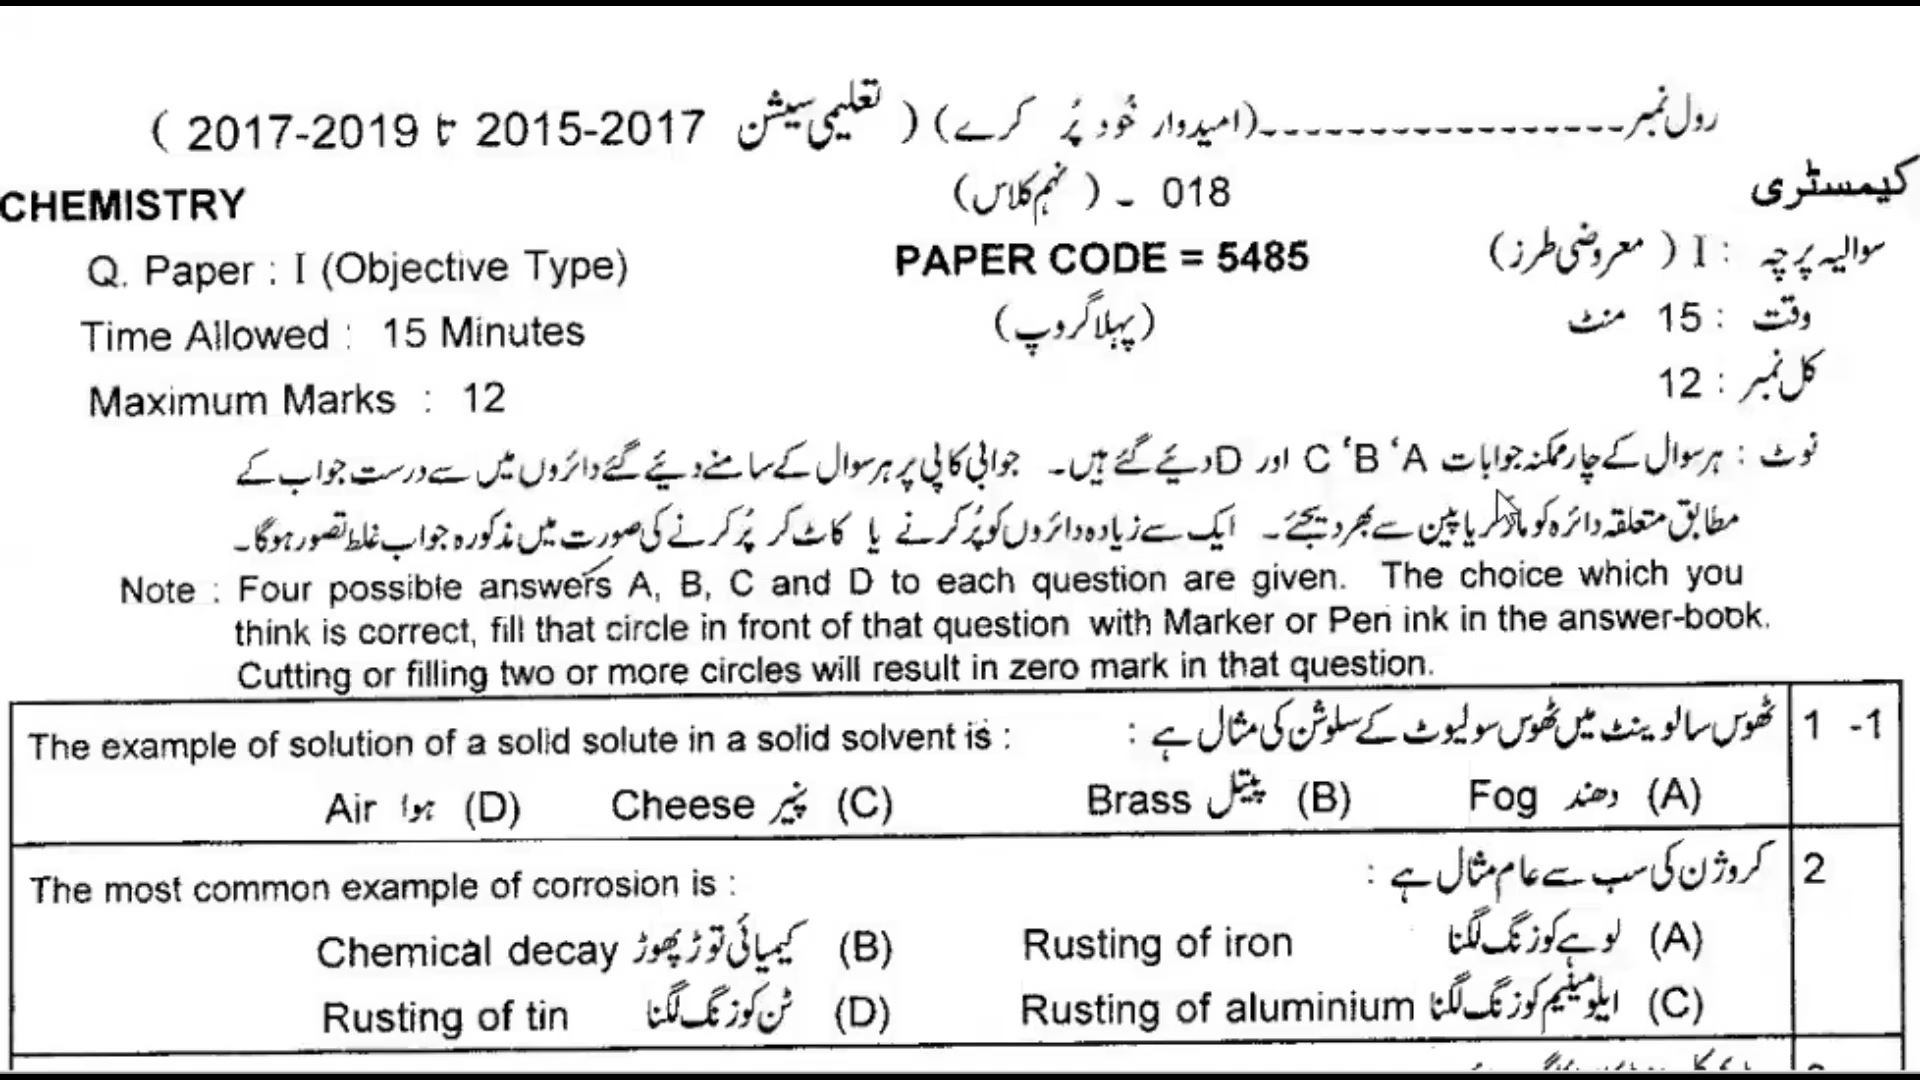 رول نمبر-----------------(امیدوار خُود پُر کرے) ( تعلیمی سیشن 2015-2017 تا 2017-2019 )
CHEMISTRY 018 ـ ( نہم کلاس) کیمسٹری
Q. Paper : I (Objective Type) PAPER CODE = 5485 سوالیہ پرچہ : I ( معروضی طرز)
Time Allowed : 15 Minutes (پہلا گروپ) وقت : 15 منٹ
Maximum Marks : 12 کل نمبر : 12
نوٹ : ہر سوال کے چار ممکنہ جوابات A ‘B ‘C اور D دیئے گئے ہیں۔ جوابی کاپی پر ہر سوال کے سامنے دیئے گئے دائروں میں سے درست جواب کے
مطابق متعلقہ دائرہ کو مارکر یا پین سے بھر دیجئے۔ ایک سے زیادہ دائروں کو پُر کرنے یا کاٹ کر پُر کرنے کی صورت میں مذکورہ جواب غلط تصور ہوگا۔
Note : Four possible answers A, B, C and D to each question are given. The choice which you
think is correct, fill that circle in front of that question with Marker or Pen ink in the answer-book.
Cutting or filling two or more circles will result in zero mark in that question.
1 -1 ٹھوس سالوینٹ میں ٹھوس سولیوٹ کے سلوشن کی مثال ہے : The example of solution of a solid solute in a solid solvent is :
(A) دھند Fog (B) پیتل Brass (C) پنیر Cheese (D) ہوا Air
2 کروژن کی سب سے عام مثال ہے : The most common example of corrosion is :
(A) لوہے کو زنگ لگنا Rusting of iron (B) کیمیائی توڑ پھوڑ Chemical decay
(C) ایلومینیم کو زنگ لگنا Rusting of aluminium (D) ٹن کو زنگ لگنا Rusting of tin